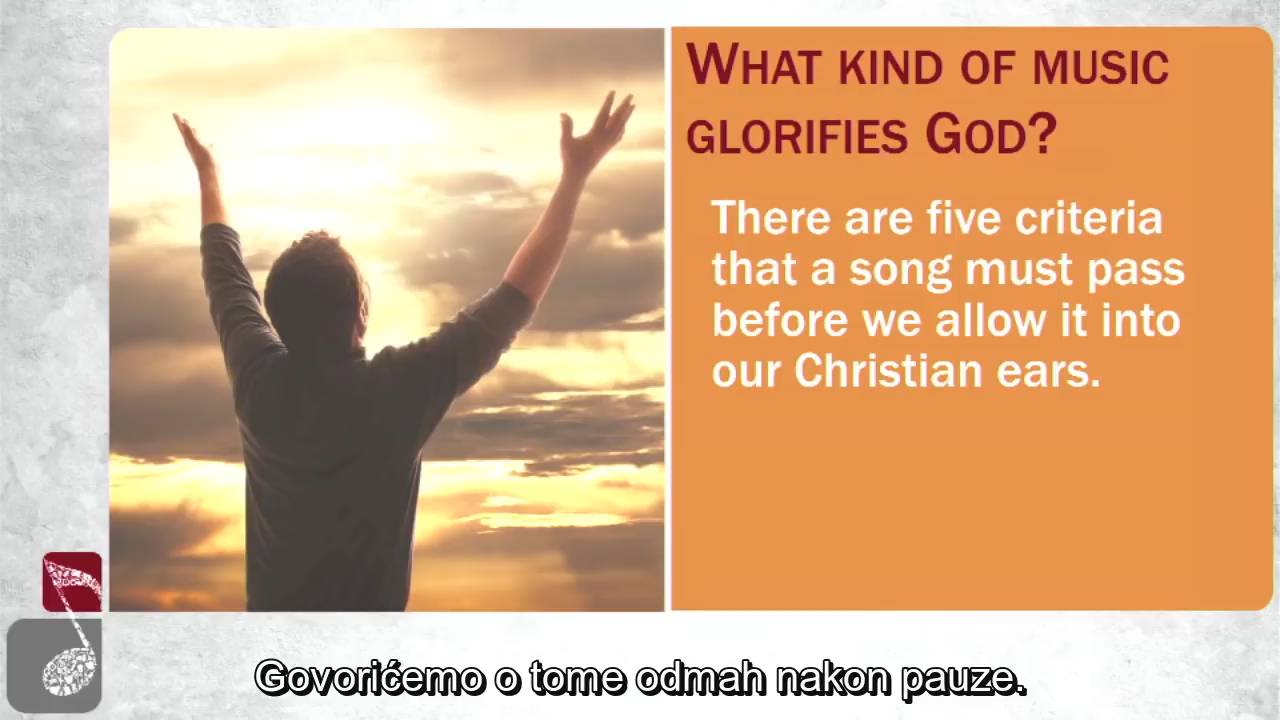 WHAT KIND OF MUSIC
GLORIFIES GOD?
There are five criteria
that a song must pass
before we allow it into
our Christian ears.
Govorićemo o tome odmah nakon pauze.